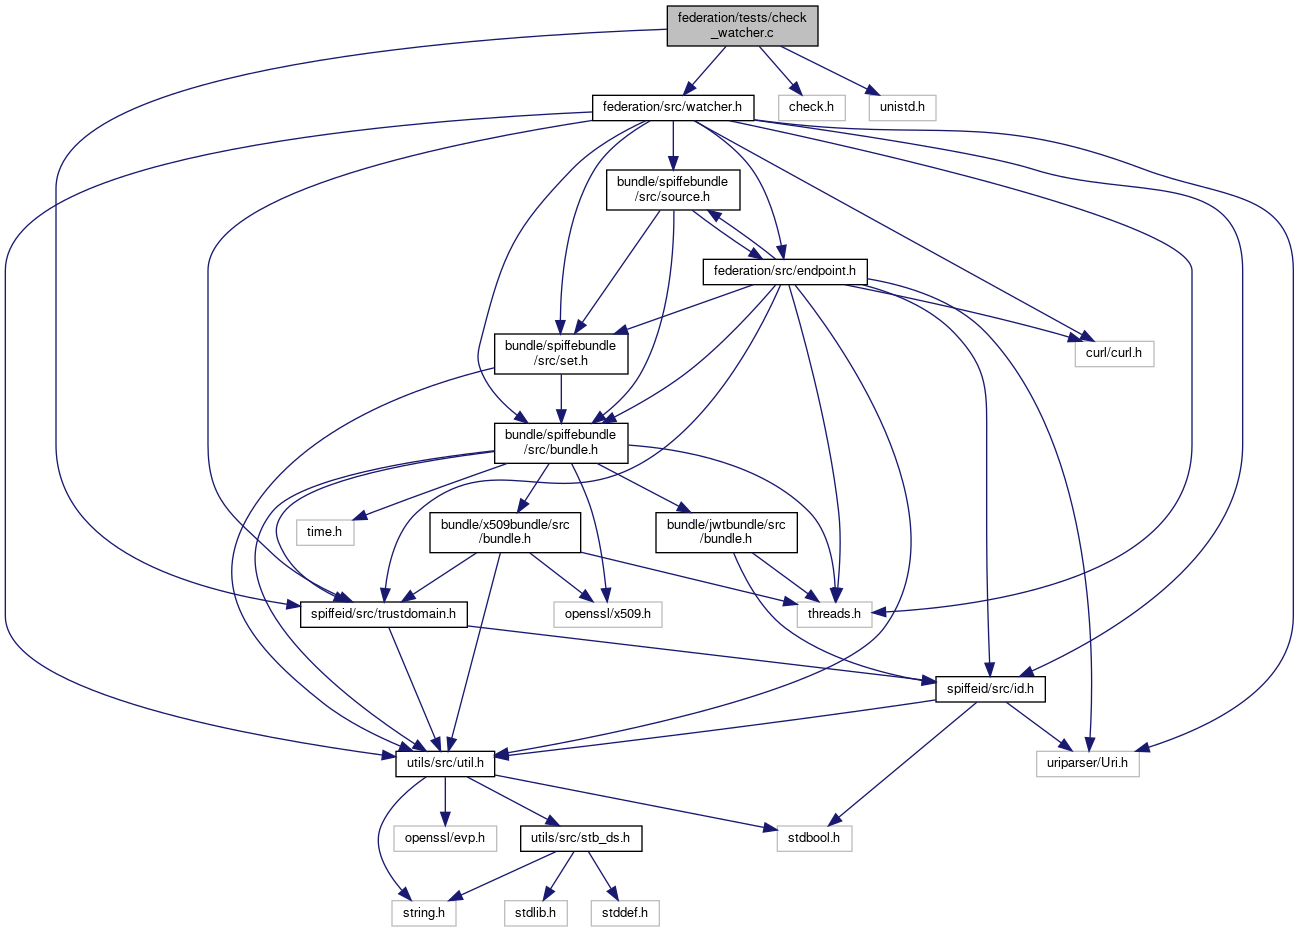 federation/tests/check
_watcher.c
federation/src/watcher.h
check.h
unistd.h
bundle/spiffebundle
/src/source.h
federation/src/endpoint.h
bundle/spiffebundle
/src/set.h
curl/curl.h
bundle/spiffebundle
/src/bundle.h
time.h
bundle/x509bundle/src
/bundle.h
bundle/jwtbundle/src
/bundle.h
spiffeid/src/trustdomain.h
openssl/x509.h
threads.h
spiffeid/src/id.h
utils/src/util.h
uriparser/Uri.h
openssl/evp.h
utils/src/stb_ds.h
stdbool.h
string.h
stdlib.h
stddef.h